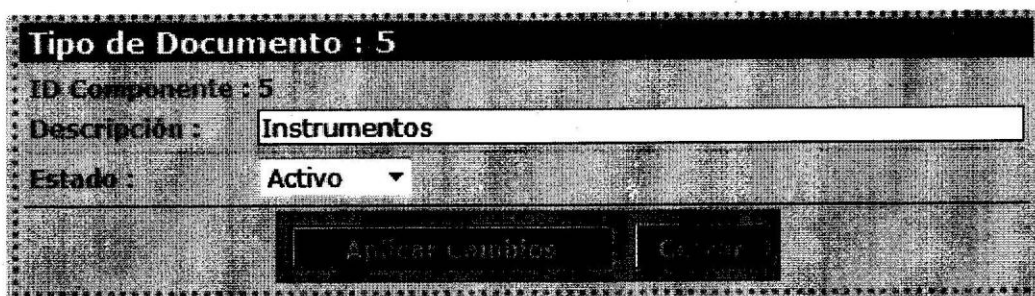 Tipo de Documento : 5
ID Componente : 5
Descripción : Instrumentos
Estado : Activo
Aplicar Cambios